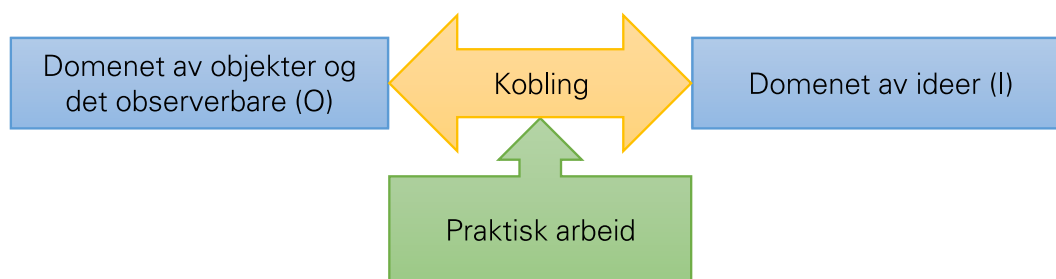 Domenet av objekter og
det observerbare (O)
Kobling
Domenet av ideer (I)
Praktisk arbeid